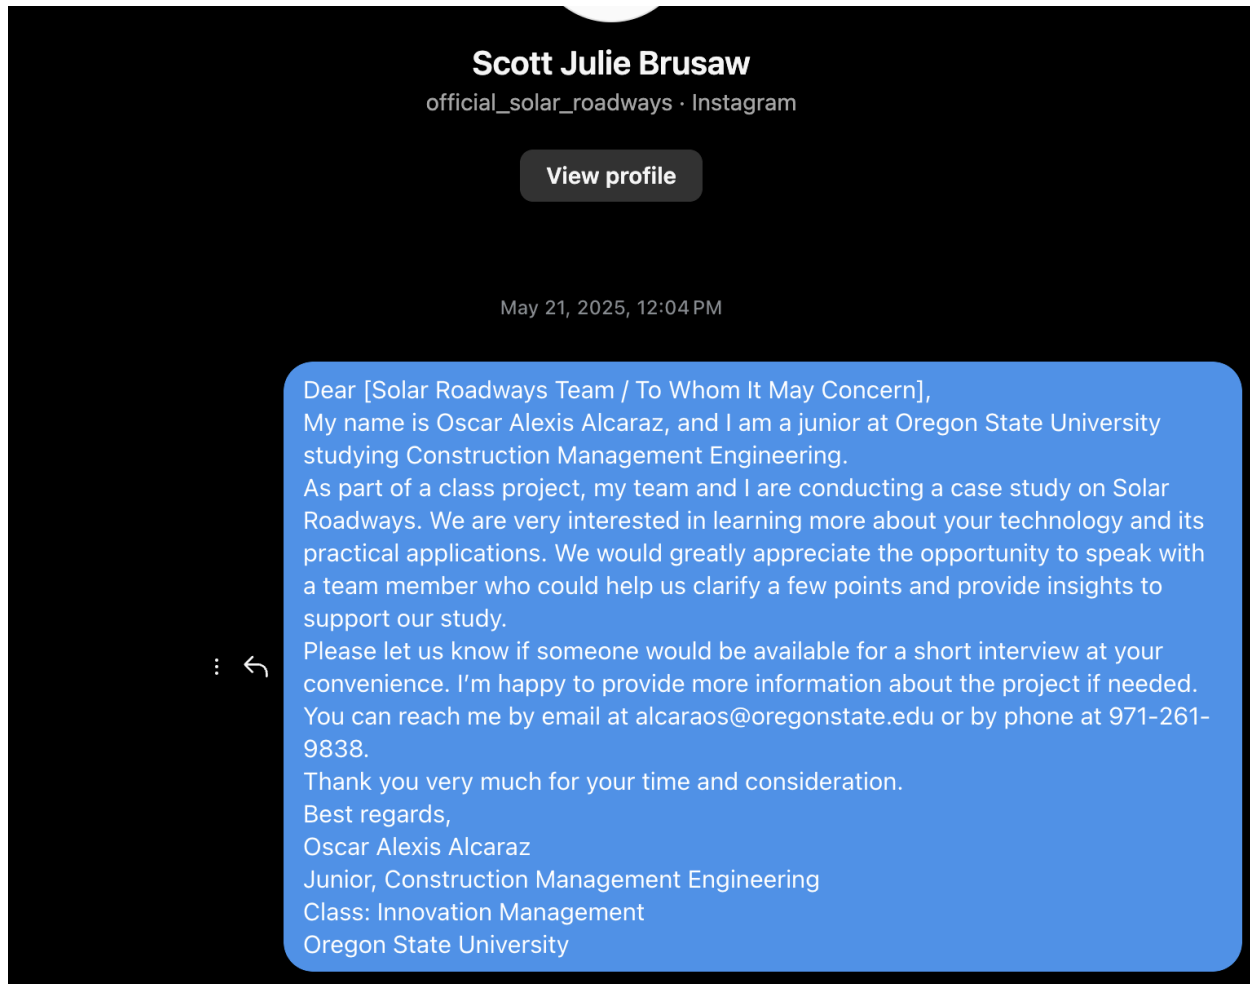 Scott Julie Brusaw
official_solar_roadways · Instagram
View profile
May 21, 2025, 12:04 PM
Dear [Solar Roadways Team / To Whom It May Concern],
My name is Oscar Alexis Alcaraz, and I am a junior at Oregon State University
studying Construction Management Engineering.
As part of a class project, my team and I are conducting a case study on Solar
Roadways. We are very interested in learning more about your technology and its
practical applications. We would greatly appreciate the opportunity to speak with
a team member who could help us clarify a few points and provide insights to
support our study.
Please let us know if someone would be available for a short interview at your
convenience. I’m happy to provide more information about the project if needed.
You can reach me by email at alcaraos@oregonstate.edu or by phone at 971-261-
9838.
Thank you very much for your time and consideration.
Best regards,
Oscar Alexis Alcaraz
Junior, Construction Management Engineering
Class: Innovation Management
Oregon State University